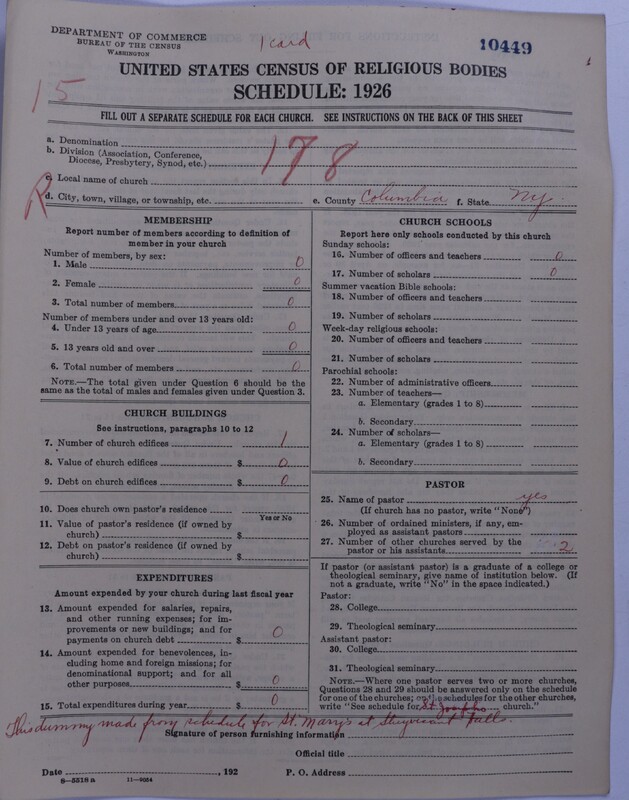 DEPARTMENT OF COMMERCE
BUREAU OF THE CENSUS
WASHINGTON
1 card
10449
UNITED STATES CENSUS OF RELIGIOUS BODIES
SCHEDULE: 1926
15
FILL OUT A SEPARATE SCHEDULE FOR EACH CHURCH. SEE INSTRUCTIONS ON THE BACK OF THIS SHEET
a. Denomination
b. Division (Association, Conference,
Diocese, Presbytery, Synod, etc.)
178
c. Local name of church
R
d. City, town, village, or township, etc. e. County Columbia f. State NY.
MEMBERSHIP
Report number of members according to definition of
member in your church
Number of members, by sex:
1. Male 0
2. Female 0
3. Total number of members 0
Number of members under and over 13 years old:
4. Under 13 years of age 0
5. 13 years old and over 0
6. Total number of members 0
NOTE.—The total given under Question 6 should be the
same as the total of males and females given under Question 3.
CHURCH BUILDINGS
See instructions, paragraphs 10 to 12
7. Number of church edifices 1
8. Value of church edifices $ 0
9. Debt on church edifices $ 0
10. Does church own pastor's residence
Yes or No
11. Value of pastor's residence (if owned by
church) $
12. Debt on pastor's residence (if owned by
church) $
EXPENDITURES
Amount expended by your church during last fiscal year
13. Amount expended for salaries, repairs,
and other running expenses; for im-
provements or new buildings; and for
payments on church debt $ 0
14. Amount expended for benevolences, in-
cluding home and foreign missions; for
denominational support; and for all
other purposes $ 0
15. Total expenditures during year $ 0
CHURCH SCHOOLS
Report here only schools conducted by this church
Sunday schools:
16. Number of officers and teachers 0
17. Number of scholars 0
Summer vacation Bible schools:
18. Number of officers and teachers
19. Number of scholars
Week-day religious schools:
20. Number of officers and teachers
21. Number of scholars
Parochial schools:
22. Number of administrative officers
23. Number of teachers—
a. Elementary (grades 1 to 8)
b. Secondary
24. Number of scholars—
a. Elementary (grades 1 to 8)
b. Secondary
PASTOR
25. Name of pastor yes
(If church has no pastor, write "None")
26. Number of ordained ministers, if any, em-
ployed as assistant pastors
27. Number of other churches served by the
pastor or his assistants 2
If pastor (or assistant pastor) is a graduate of a college or
theological seminary, give name of institution below. (If
not a graduate, write "No" in the space indicated.)
Pastor:
28. College
29. Theological seminary
Assistant pastor:
30. College
31. Theological seminary
NOTE.—Where one pastor serves two or more churches,
Questions 28 and 29 should be answered only on the schedule
for one of the churches; on the schedules for the other churches,
write "See schedule for St Josephs church."
This dummy made from schedule for St. Mary's at Stuyvesant Falls.
Signature of person furnishing information
Official title
Date , 192 P. O. Address
8—5518 a 11—9054